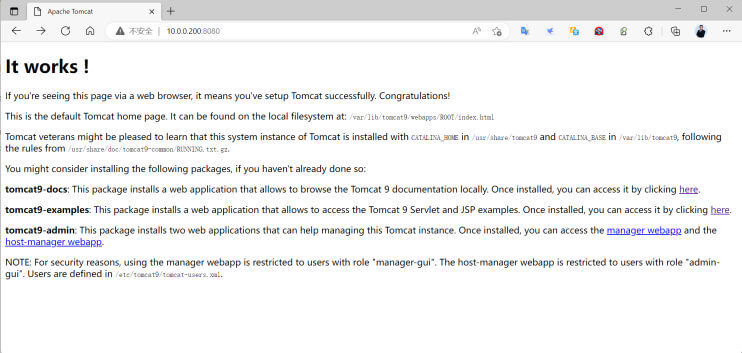 Apache Tomcat
不安全 | 10.0.0.200:8080
It works !
If you're seeing this page via a web browser, it means you've setup Tomcat successfully. Congratulations!
This is the default Tomcat home page. It can be found on the local filesystem at: /var/lib/tomcat9/webapps/ROOT/index.html
Tomcat veterans might be pleased to learn that this system instance of Tomcat is installed with CATALINA_HOME in /usr/share/tomcat9 and CATALINA_BASE in /var/lib/tomcat9, following
the rules from /usr/share/doc/tomcat9-common/RUNNING.txt.gz.
You might consider installing the following packages, if you haven't already done so:
tomcat9-docs: This package installs a web application that allows to browse the Tomcat 9 documentation locally. Once installed, you can access it by clicking here.
tomcat9-examples: This package installs a web application that allows to access the Tomcat 9 Servlet and JSP examples. Once installed, you can access it by clicking here.
tomcat9-admin: This package installs two web applications that can help managing this Tomcat instance. Once installed, you can access the manager webapp and the
host-manager webapp.
NOTE: For security reasons, using the manager webapp is restricted to users with role "manager-gui". The host-manager webapp is restricted to users with role "admin-
gui". Users are defined in /etc/tomcat9/tomcat-users.xml.